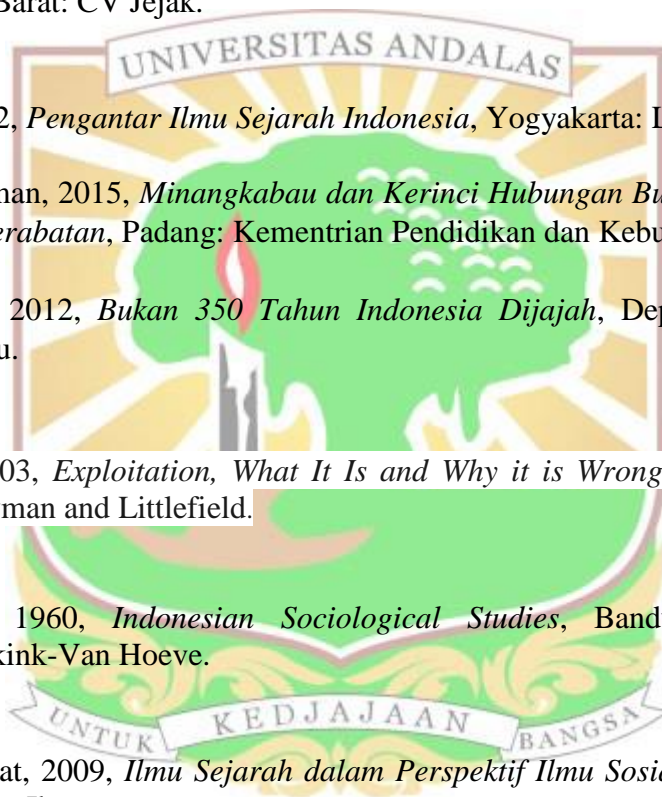 Barat: CV Jejak.
UNIVERSITAS ANDALAS
2, Pengantar Ilmu Sejarah Indonesia, Yogyakarta: L
man, 2015, Minangkabau dan Kerinci Hubungan Bu
erabatan, Padang: Kementrian Pendidikan dan Kebu
2012, Bukan 350 Tahun Indonesia Dijajah, Dep
u.
03, Exploitation, What It Is and Why it is Wrong
man and Littlefield.
1960, Indonesian Sociological Studies, Band
kink-Van Hoeve.
UNTUK KEDJAJAAN BANGSA
at, 2009, Ilmu Sejarah dalam Perspektif Ilmu Sosia